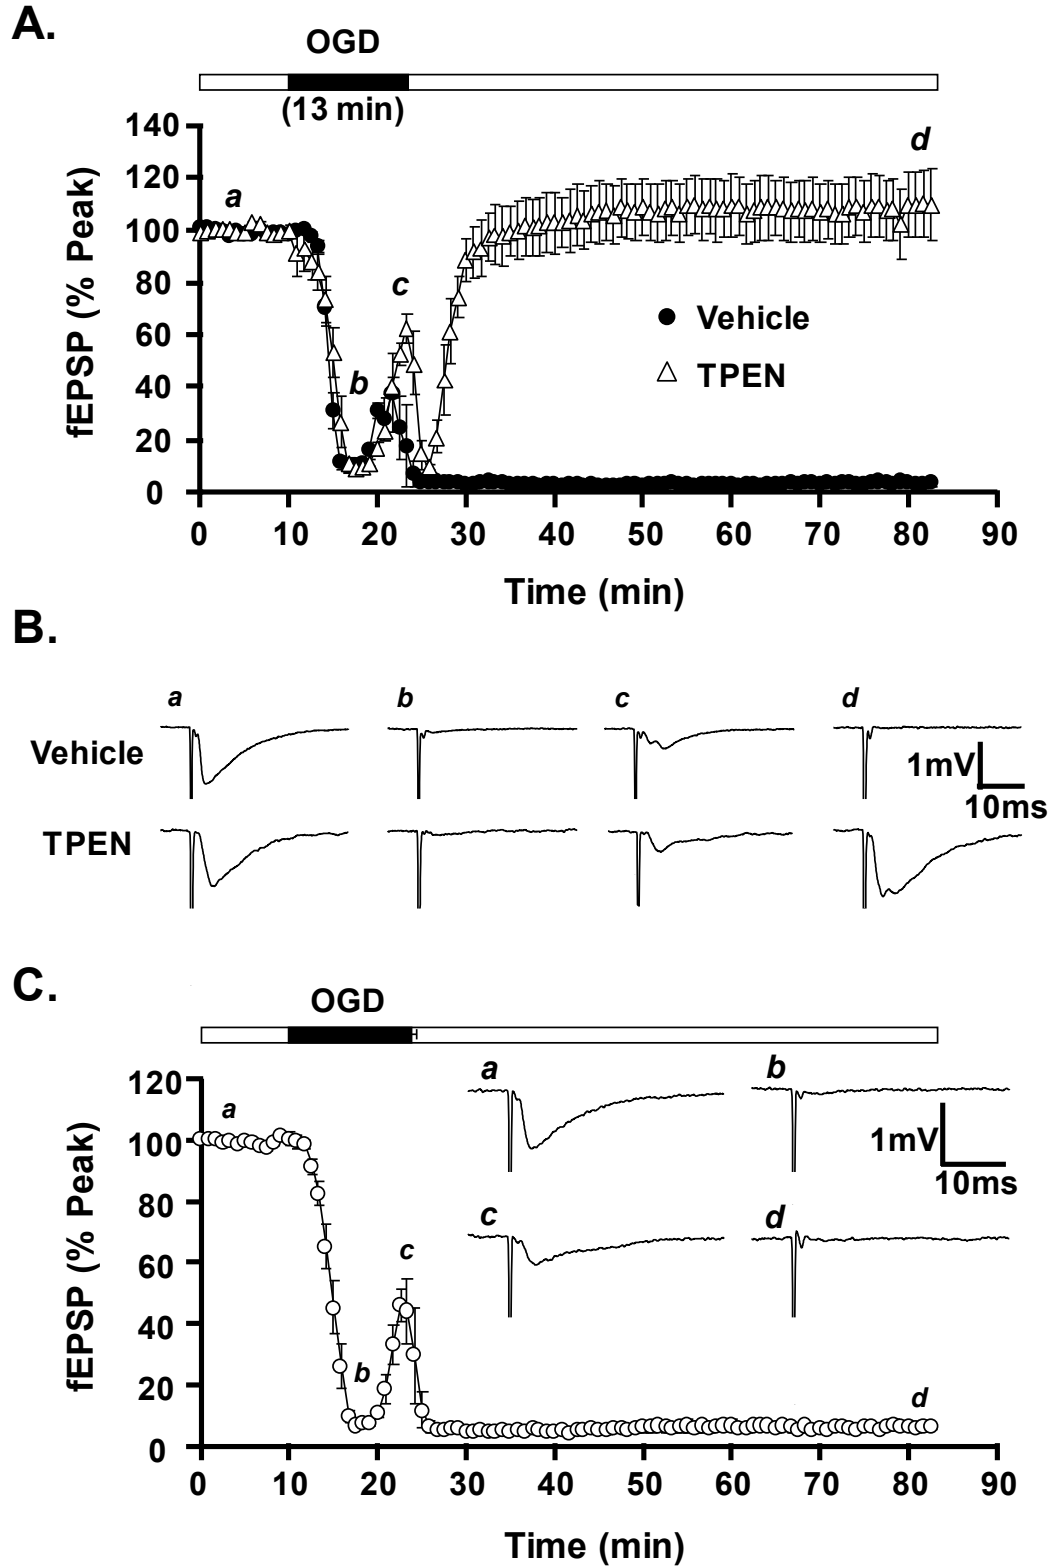 A.
OGD
(13 min)
140
120
100
80
60
40
20
0
fEPSP (% Peak)
a
b
c
d
Vehicle
TPEN
0 10 20 30 40 50 60 70 80 90
Time (min)
B.
a b c d
Vehicle
1mV
10ms
TPEN
C.
OGD
120
100
80
60
40
20
0
fEPSP (% Peak)
a
b
c
d
a b
1mV
10ms
c d
0 10 20 30 40 50 60 70 80 90
Time (min)